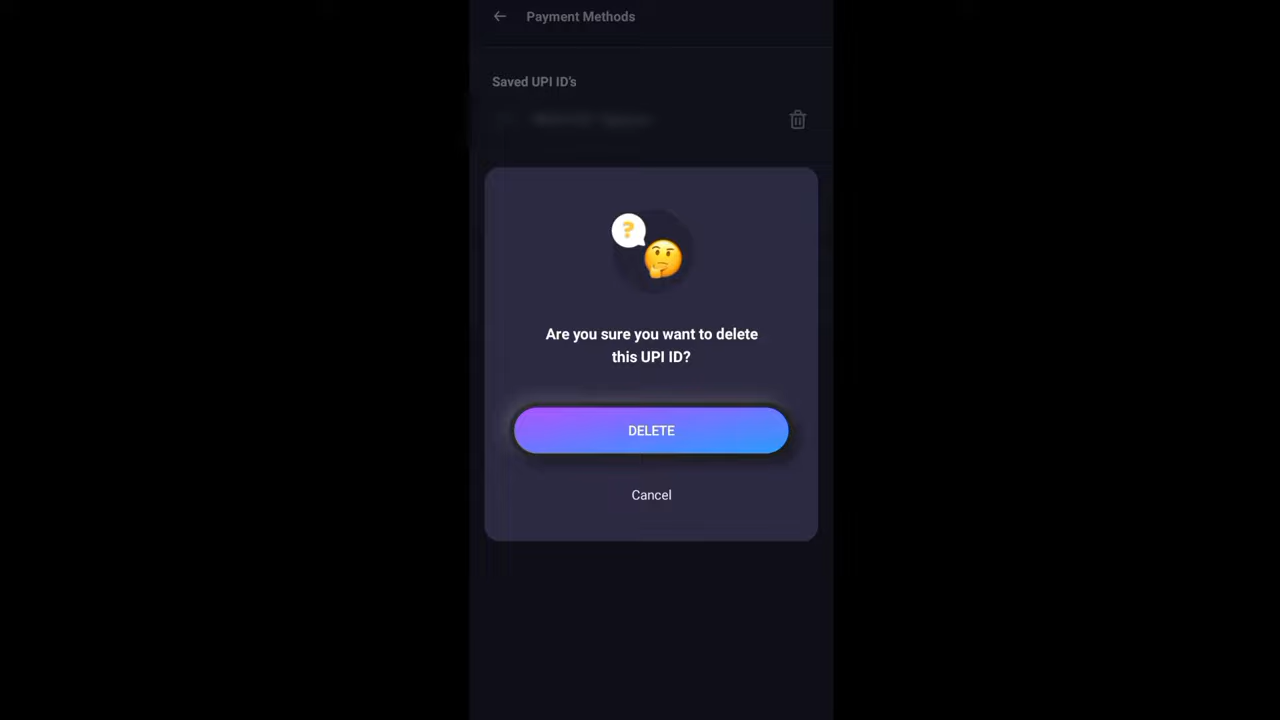 Payment Methods
Saved UPI ID's
?
Are you sure you want to delete
this UPI ID?
DELETE
Cancel